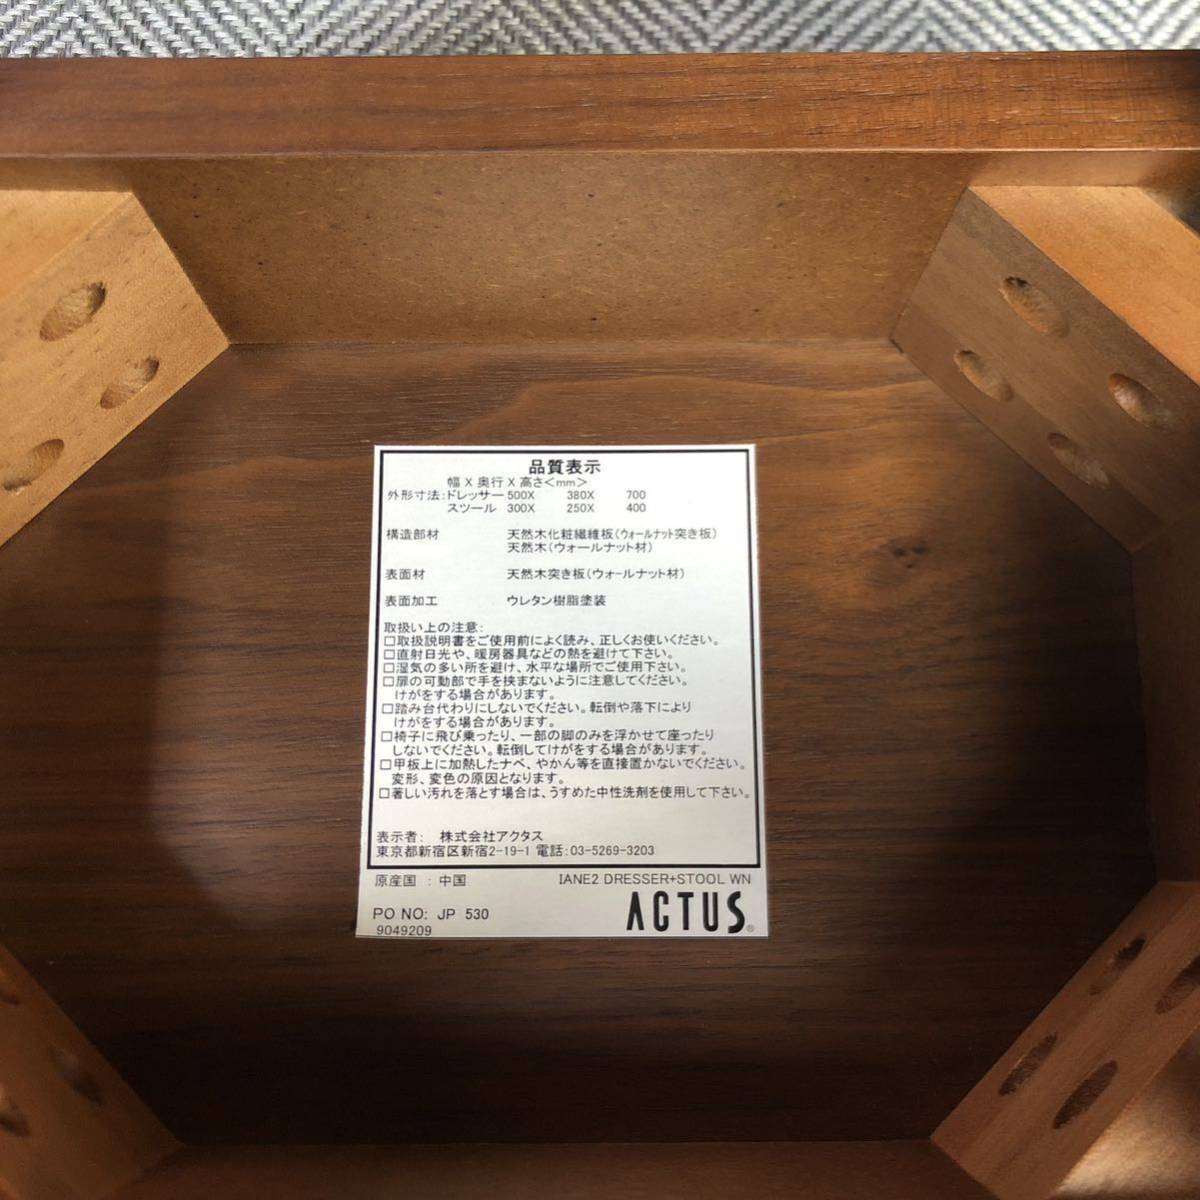 品質表示
幅 X 奥行 X 高さ<mm>
外形寸法:ドレッサー 500X 380X 700
スツール 300X 250X 400
構造部材 天然木化粧繊維板(ウォールナット突き板)
天然木(ウォールナット材)
表面材 天然木突き板(ウォールナット材)
表面加工 ウレタン樹脂塗装
取扱い上の注意:
□取扱説明書をご使用前によく読み、正しくお使いください。
□直射日光や、暖房器具などの熱を避けて下さい。
□湿気の多い所を避け、水平な場所でご使用下さい。
□扉の可動部で手を挟まないように注意してください。
けがをする場合があります。
□踏み台代わりにしないでください。転倒や落下により
けがをする場合があります。
□椅子に飛び乗ったり、一部の脚のみを浮かせて座ったり
しないでください。転倒してけがをする場合があります。
□甲板上に加熱したナベ、やかん等を直接置かないでください。
変形、変色の原因となります。
□著しい汚れを落とす場合は、うすめた中性洗剤を使用して下さい。
表示者: 株式会社アクタス
東京都新宿区新宿2-19-1 電話:03-5269-3203
原産国 : 中国 IANE2 DRESSER+STOOL WN
PO NO: JP 530
9049209
ACTUS®